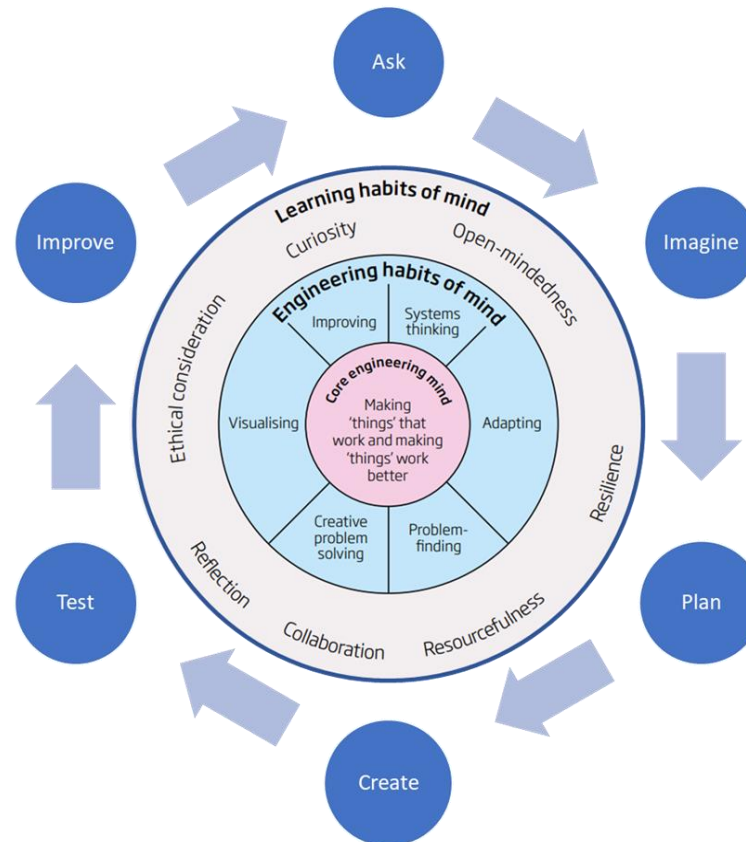 Ask
Imagine
Plan
Create
Test
Improve
Learning habits of mind
Curiosity
Open-mindedness
Resilience
Resourcefulness
Collaboration
Reflection
Ethical consideration
Engineering habits of mind
Improving
Systems
thinking
Adapting
Problem-
finding
Creative
problem
solving
Visualising
Core engineering mind
Making
‘things’ that
work and making
‘things’ work
better